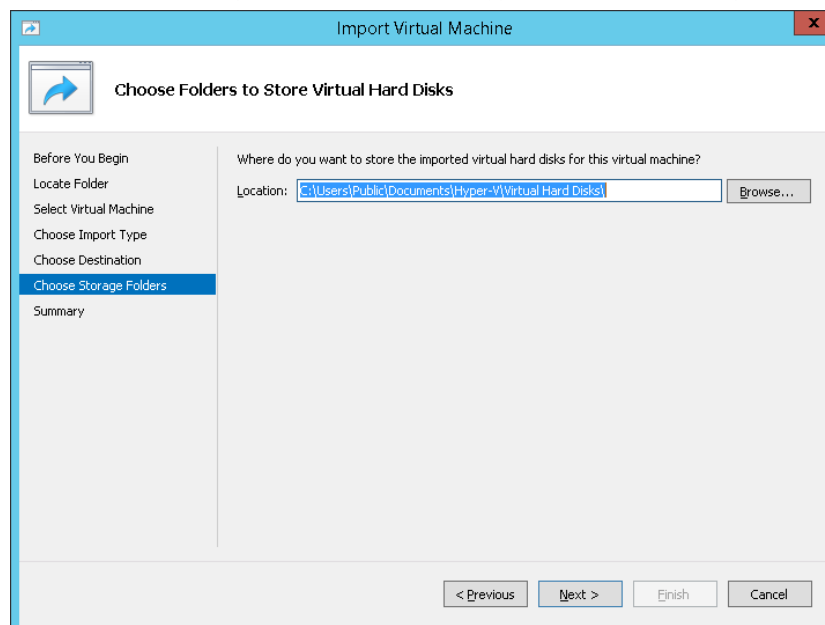 Import Virtual Machine
x
Choose Folders to Store Virtual Hard Disks
Before You Begin
Locate Folder
Select Virtual Machine
Choose Import Type
Choose Destination
Choose Storage Folders
Summary
Where do you want to store the imported virtual hard disks for this virtual machine?
Location: C:\Users\Public\Documents\Hyper-V\Virtual Hard Disks\ Browse...
< Previous Next > Finish Cancel